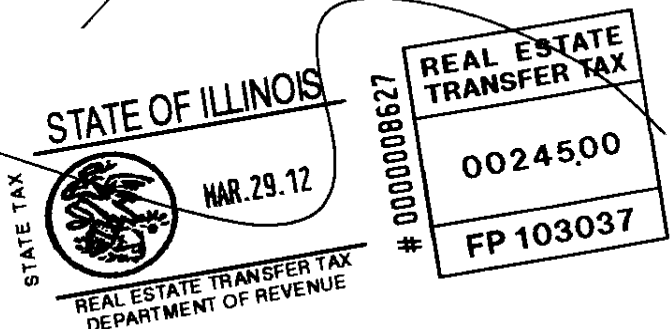 STATE OF ILLINOIS
STATE TAX
MAR.29.12
REAL ESTATE TRANSFER TAX
DEPARTMENT OF REVENUE
# 0000008627
REAL ESTATE
TRANSFER TAX
00245.00
FP 103037